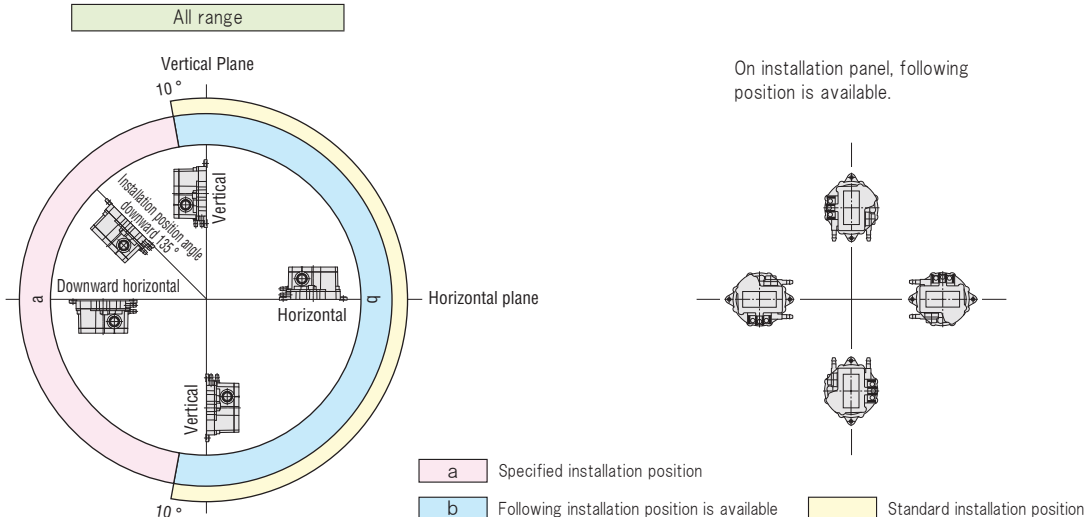 All range
Vertical Plane
10°
Installation position angle
downward 135°
Vertical
a
Downward horizontal
Horizontal
b
Horizontal plane
Vertical
10°
On installation panel, following
position is available.
a Specified installation position
b Following installation position is available
Standard installation position